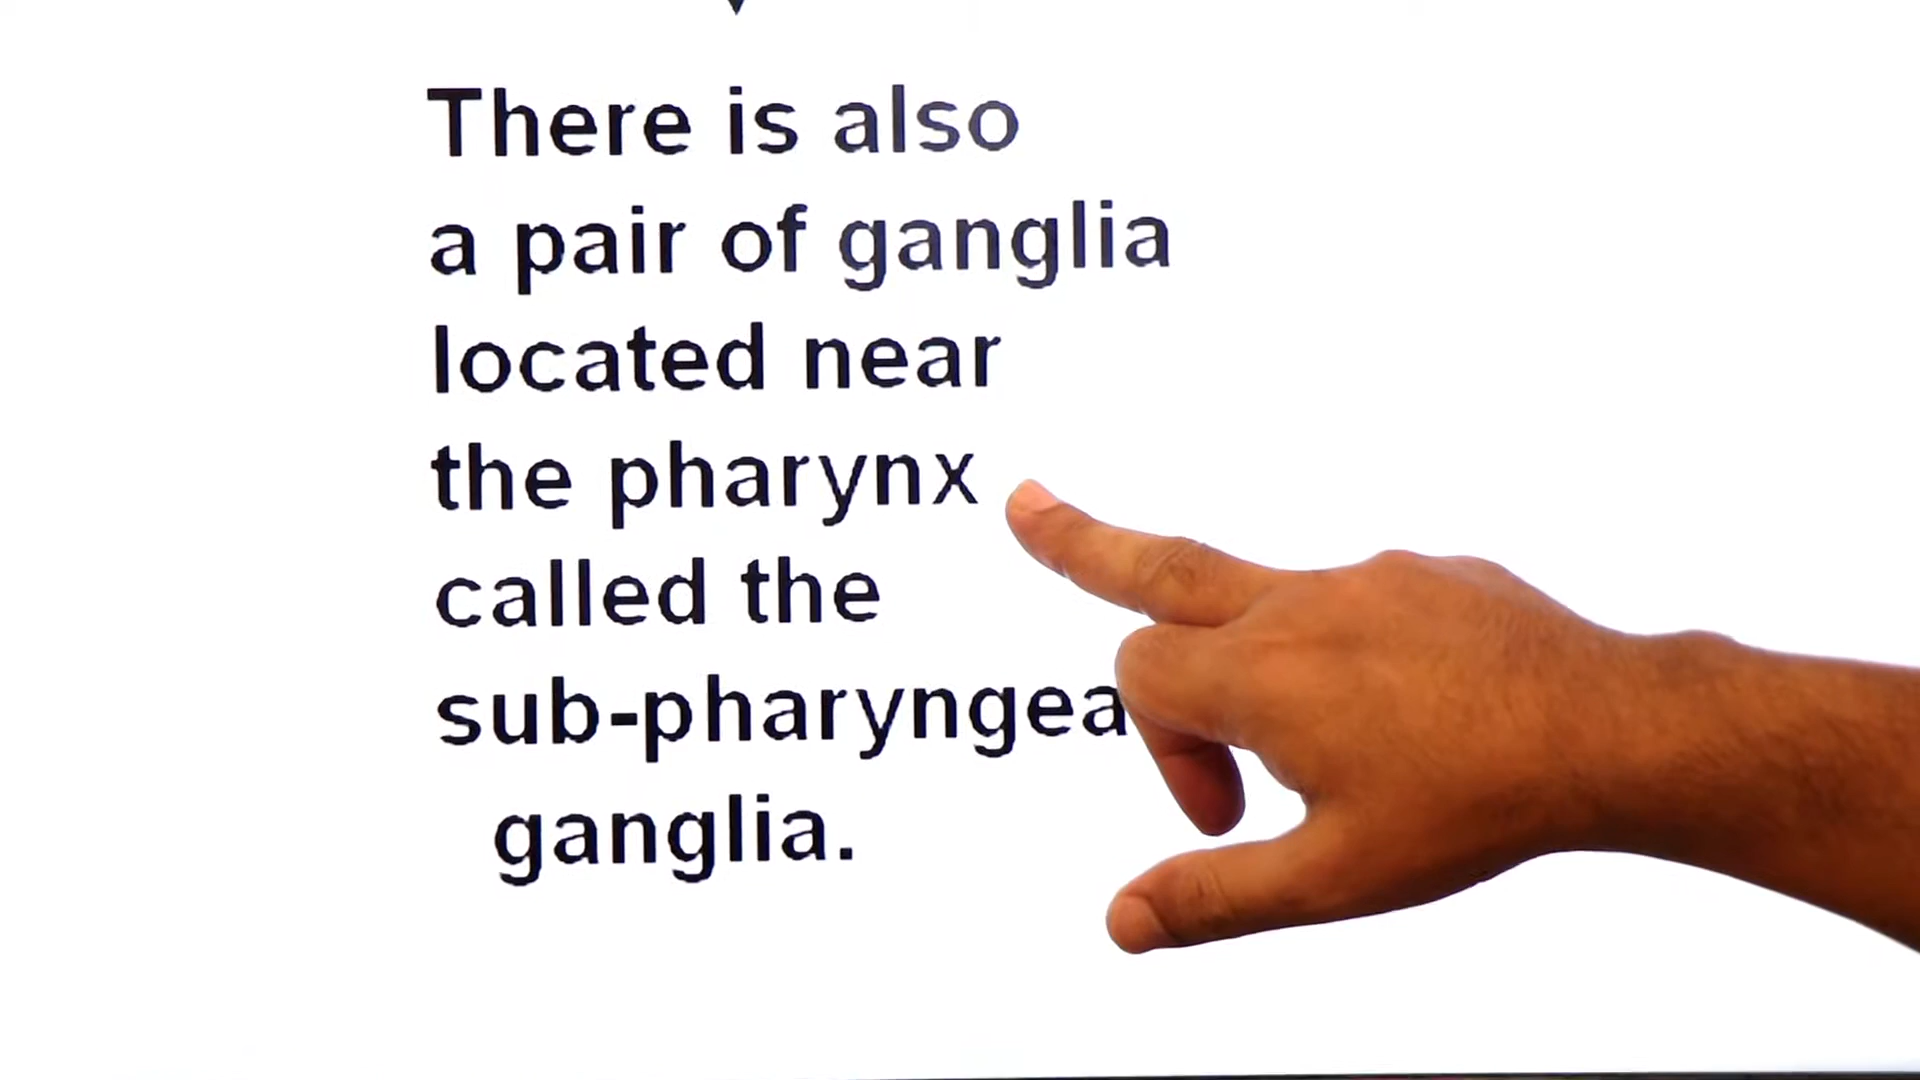 There is also
a pair of ganglia
located near
the pharynx
called the
sub-pharyngea
ganglia.